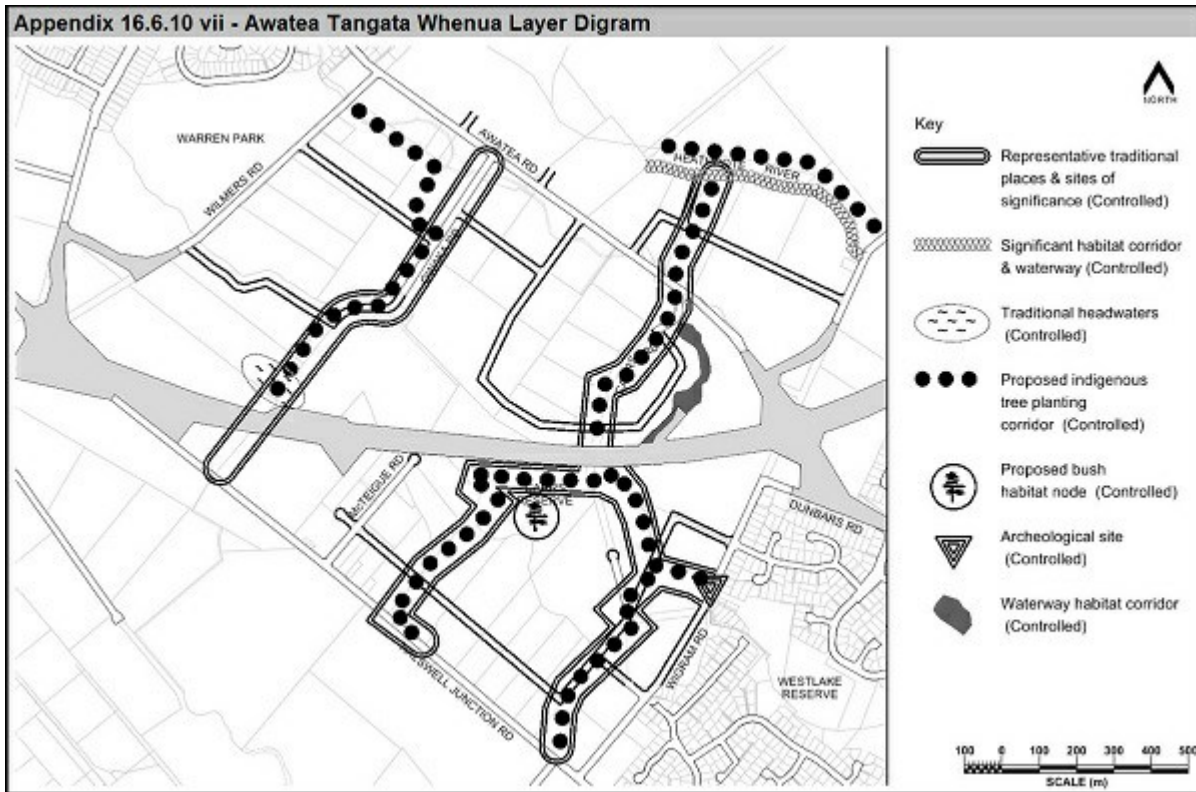 Appendix 16.6.10 vii - Awatea Tangata Whenua Layer Digram
WARREN PARK
WILMERS RD
AWATEA RD
RIVER
McTEIGUE RD
JUNCTION RD
WIGRAM RD
DUNBARS RD
WESTLAKE
RESERVE
NORTH
Key
Representative traditional
places & sites of
significance (Controlled)
Significant habitat corridor
& waterway (Controlled)
Traditional headwaters
(Controlled)
Proposed indigenous
tree planting
corridor (Controlled)
Proposed bush
habitat node (Controlled)
Archeological site
(Controlled)
Waterway habitat corridor
(Controlled)
100 0 100 200 300 400 500
SCALE (m)